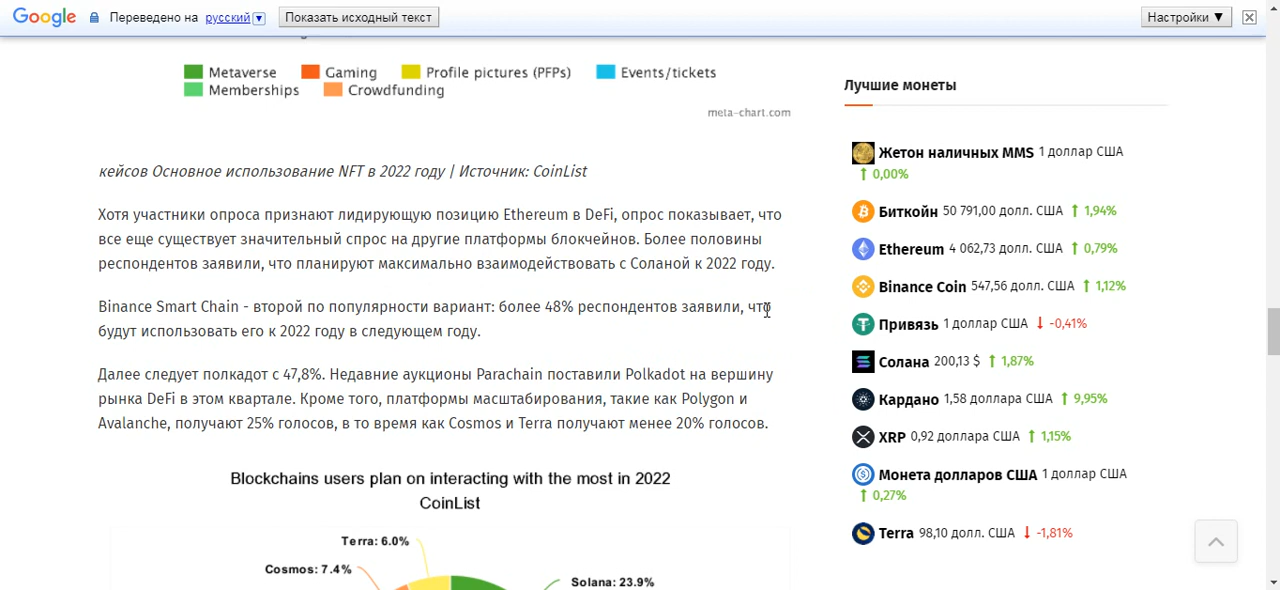 Google Переведено на русский Показать исходный текст Настройки ▼
Metaverse Gaming Profile pictures (PFPs) Events/tickets
Memberships Crowdfunding
meta-chart.com
кейсов Основное использование NFT в 2022 году | Источник: CoinList
Хотя участники опроса признают лидирующую позицию Ethereum в DeFi, опрос показывает, что
все еще существует значительный спрос на другие платформы блокчейнов. Более половины
респондентов заявили, что планируют максимально взаимодействовать с Соланой к 2022 году.
Binance Smart Chain - второй по популярности вариант: более 48% респондентов заявили, что
будут использовать его к 2022 году в следующем году.
Далее следует полкадот с 47,8%. Недавние аукционы Parachain поставили Polkadot на вершину
рынка DeFi в этом квартале. Кроме того, платформы масштабирования, такие как Polygon и
Avalanche, получают 25% голосов, в то время как Cosmos и Terra получают менее 20% голосов.
Blockchains users plan on interacting with the most in 2022
CoinList
Terra: 6.0%
Cosmos: 7.4%
Solana: 23.9%
Лучшие монеты
Жетон наличных MMS 1 доллар США
0,00%
Биткойн 50 791,00 долл. США 1,94%
Ethereum 4 062,73 долл. США 0,79%
Binance Coin 547,56 долл. США 1,12%
Привязь 1 доллар США -0,41%
Солана 200,13 $ 1,87%
Кардано 1,58 доллара США 9,95%
XRP 0,92 доллара США 1,15%
Монета долларов США 1 доллар США
0,27%
Terra 98,10 долл. США -1,81%